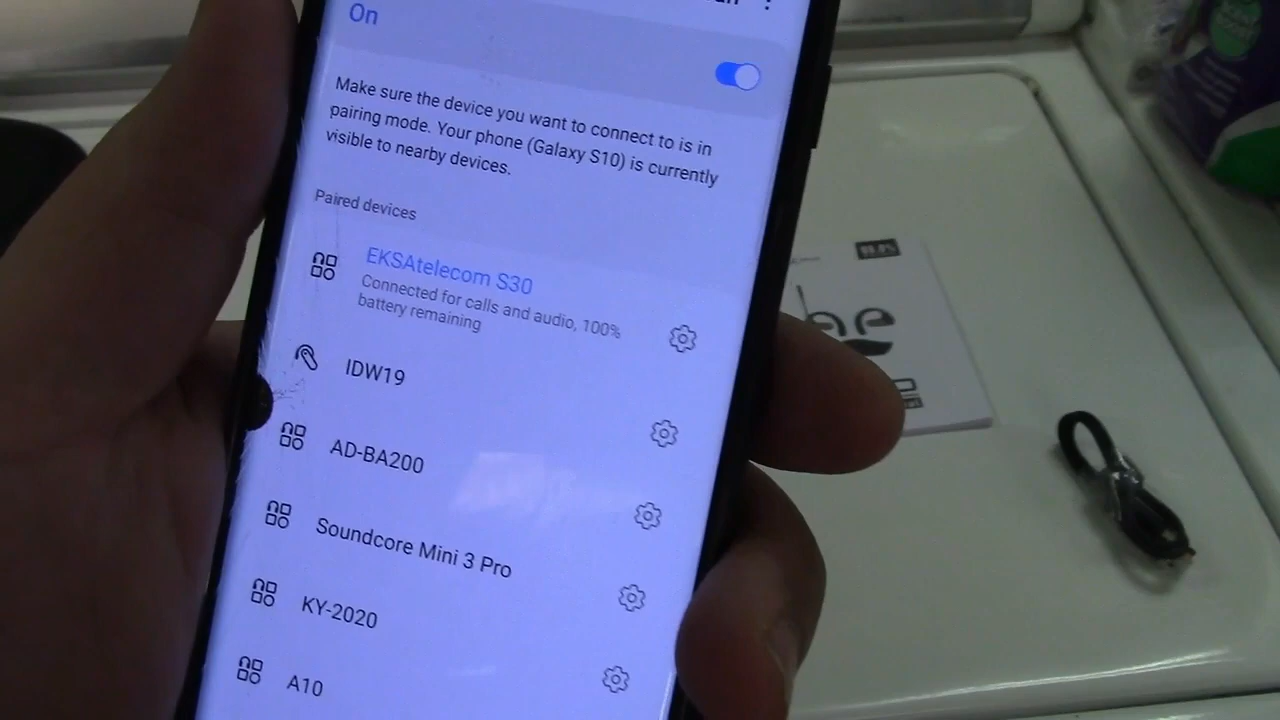 On
Make sure the device you want to connect to is in
pairing mode. Your phone (Galaxy S10) is currently
visible to nearby devices.
Paired devices
EKSAtelecom S30
Connected for calls and audio, 100%
battery remaining
IDW19
AD-BA200
Soundcore Mini 3 Pro
KY-2020
A10
99.9%